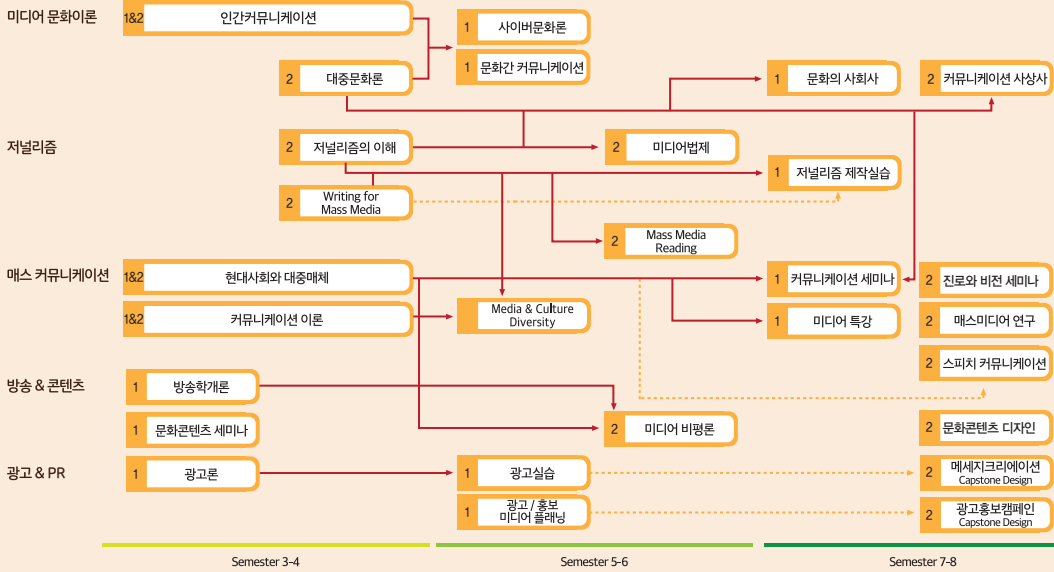 미디어 문화이론
1&2 인간커뮤니케이션
1 사이버문화론
1 문화간 커뮤니케이션
2 대중문화론
1 문화의 사회사
2 커뮤니케이션 사상사
저널리즘
2 저널리즘의 이해
2 미디어법제
1 저널리즘 제작실습
2 Writing for
Mass Media
2 Mass Media
Reading
매스 커뮤니케이션
1&2 현대사회와 대중매체
1 커뮤니케이션 세미나
2 진로와 비전 세미나
1&2 커뮤니케이션 이론
Media & Culture
Diversity
1 미디어 특강
2 매스미디어 연구
2 스피치 커뮤니케이션
방송 & 콘텐츠
1 방송학개론
1 문화콘텐츠 세미나
2 미디어 비평론
2 문화콘텐츠 디자인
광고 & PR
1 광고론
1 광고실습
2 메세지크리에이션
Capstone Design
1 광고 / 홍보
미디어 플래닝
2 광고홍보캠페인
Capstone Design
Semester 3-4
Semester 5-6
Semester 7-8